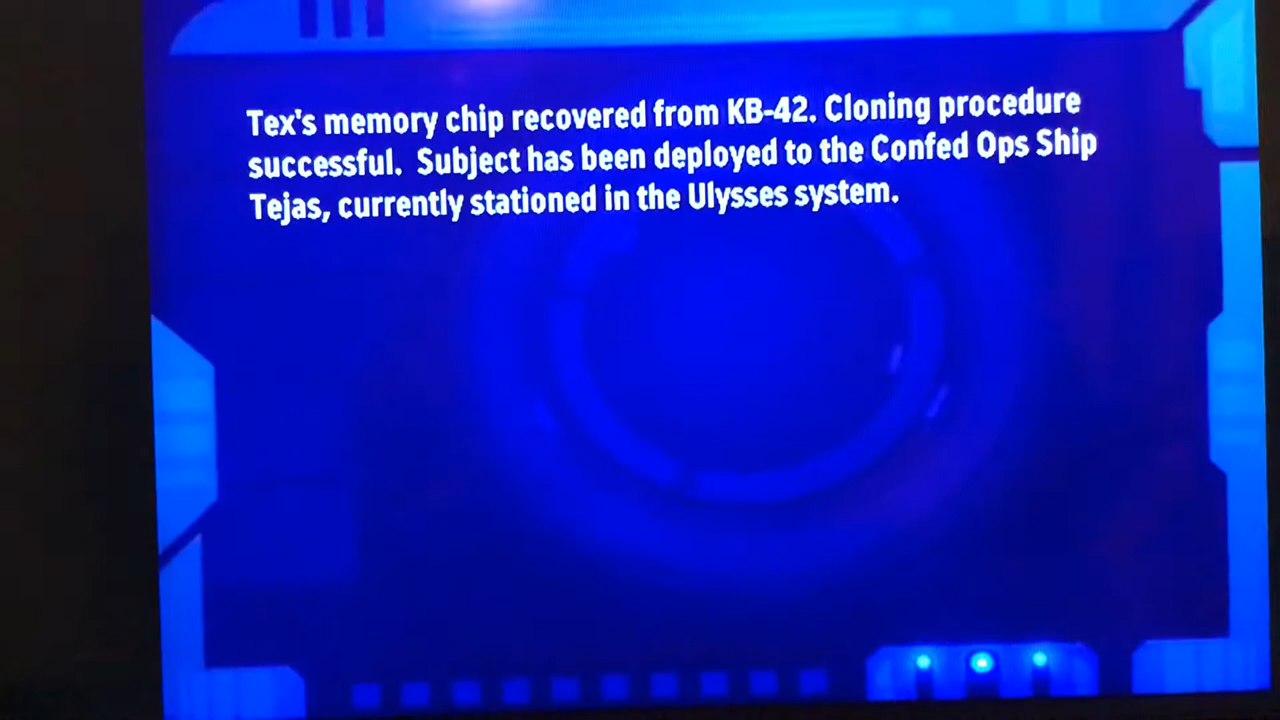 Tex's memory chip recovered from KB-42. Cloning procedure
successful.  Subject has been deployed to the Confed Ops Ship
Tejas, currently stationed in the Ulysses system.